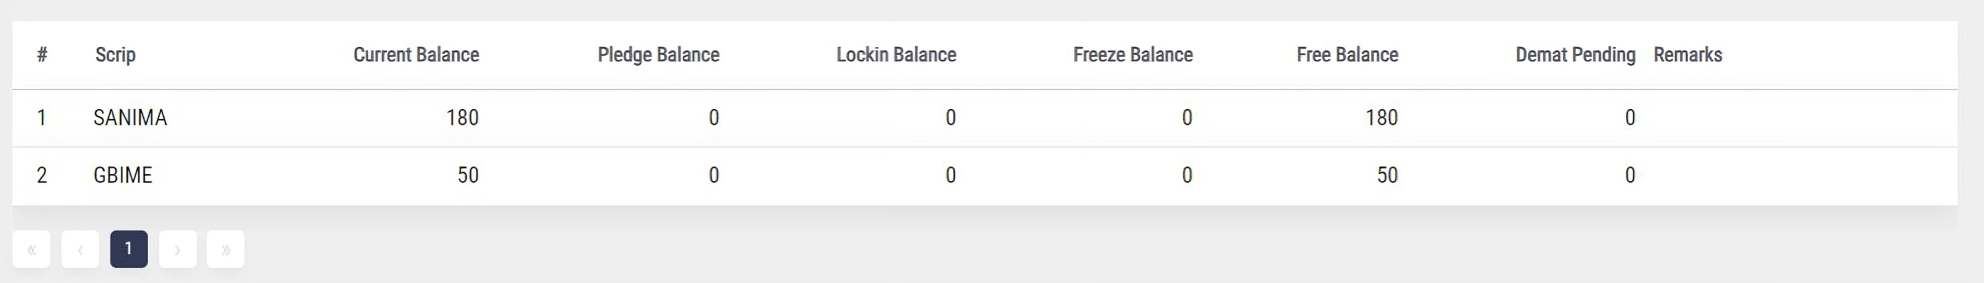 # Scrip Current Balance Pledge Balance Lockin Balance Freeze Balance Free Balance Demat Pending Remarks
1 SANIMA 180 0 0 0 180 0
2 GBIME 50 0 0 0 50 0
« ‹ 1 › »